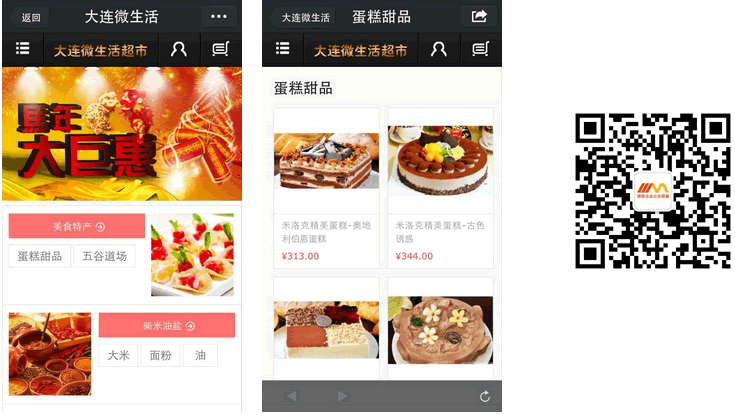 返回
大连微生活
大连微生活超市
馬年
大巨惠
美食特产
蛋糕甜品
五谷道场
柴米油盐
大米
面粉
油
大连微生活
蛋糕甜品
大连微生活超市
蛋糕甜品
米洛克精美蛋糕-奥地
利伯恩蛋糕
¥313.00
米洛克精美蛋糕-古色
诱惑
¥344.00